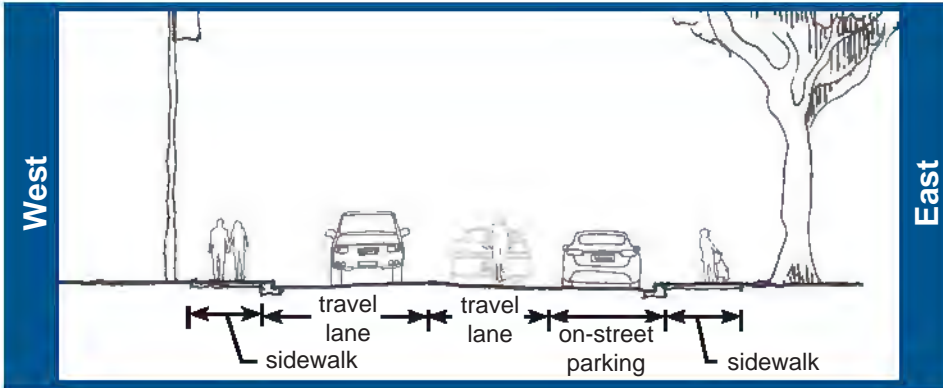 West
East
travel
lane
travel
lane
on-street
parking
sidewalk
sidewalk